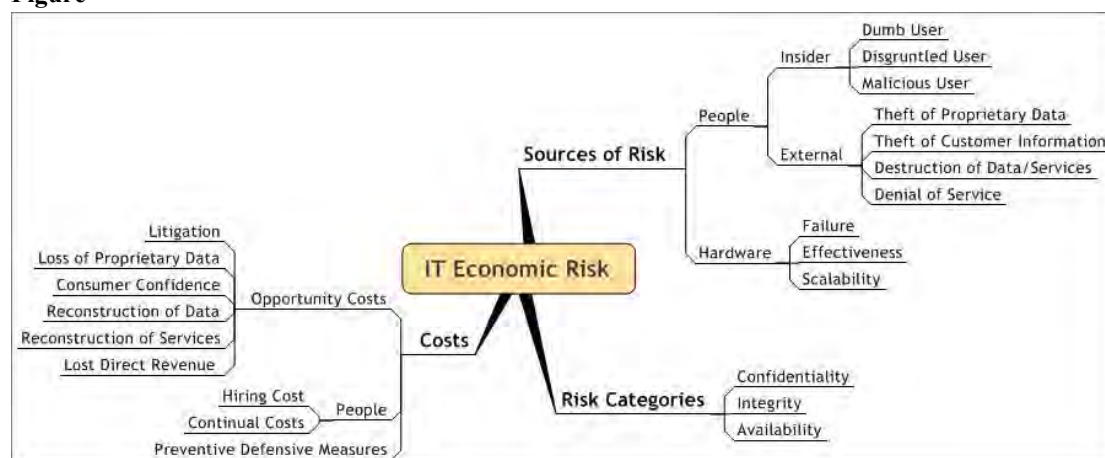 Figure
Dumb User
Insider
Disgruntled User
Malicious User
People
Theft of Proprietary Data
External
Theft of Customer Information
Destruction of Data/Services
Denial of Service
Sources of Risk
Failure
Hardware
Effectiveness
Scalability
IT Economic Risk
Litigation
Loss of Proprietary Data
Consumer Confidence
Opportunity Costs
Reconstruction of Data
Reconstruction of Services
Lost Direct Revenue
Costs
Hiring Cost
People
Continual Costs
Preventive Defensive Measures
Risk Categories
Confidentiality
Integrity
Availability